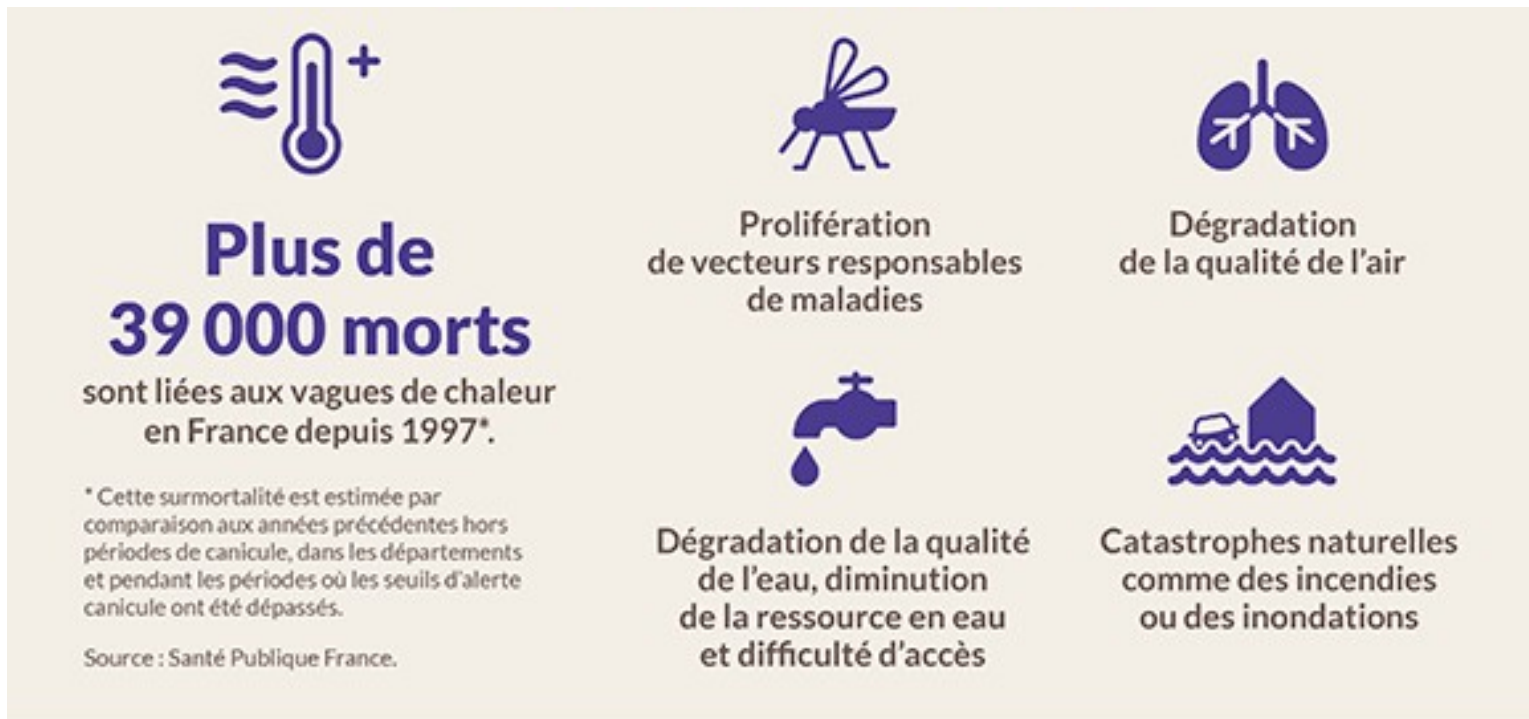 Plus de
39 000 morts
sont liées aux vagues de chaleur
en France depuis 1997*.
* Cette surmortalité est estimée par
comparaison aux années précédentes hors
périodes de canicule, dans les départements
et pendant les périodes où les seuils d'alerte
canicule ont été dépassés.
Source : Santé Publique France.
Prolifération
de vecteurs responsables
de maladies
Dégradation
de la qualité de l'air
Dégradation de la qualité
de l'eau, diminution
de la ressource en eau
et difficulté d'accès
Catastrophes naturelles
comme des incendies
ou des inondations